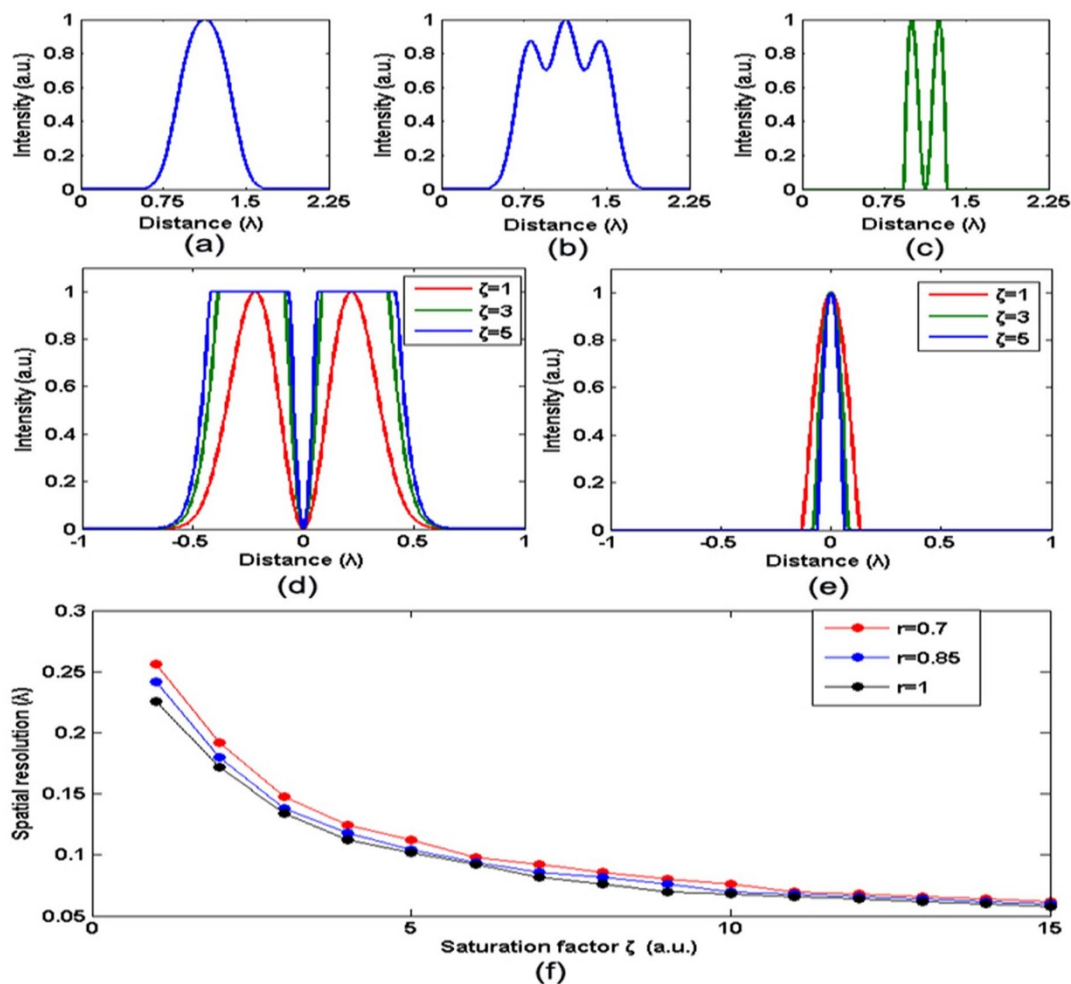 1
0.8
0.6
0.4
0.2
0
Intensity (a.u.)
0 0.75 1.5 2.25
Distance (λ)
(a)
1
0.8
0.6
0.4
0.2
0
Intensity (a.u.)
0 0.75 1.5 2.25
Distance (λ)
(b)
1
0.8
0.6
0.4
0.2
0
Intensity (a.u.)
0 0.75 1.5 2.25
Distance (λ)
(c)
1
0.8
0.6
0.4
0.2
0
Intensity (a.u.)
ζ=1
ζ=3
ζ=5
-1 -0.5 0 0.5 1
Distance (λ)
(d)
1
0.8
0.6
0.4
0.2
0
Intensity (a.u.)
ζ=1
ζ=3
ζ=5
-1 -0.5 0 0.5 1
Distance (λ)
(e)
0.3
0.25
0.2
0.15
0.1
0.05
Spatial resolution (λ)
r=0.7
r=0.85
r=1
0 5 10 15
Saturation factor ζ (a.u.)
(f)